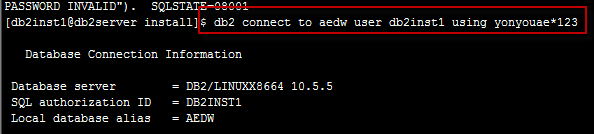 PASSWORD INVALID"). SQLSTATE=08001
[db2inst1@db2server install]$ db2 connect to aedw user db2inst1 using yonyouae*123
Database Connection Information
Database server = DB2/LINUXX8664 10.5.5
SQL authorization ID = DB2INST1
Local database alias = AEDW